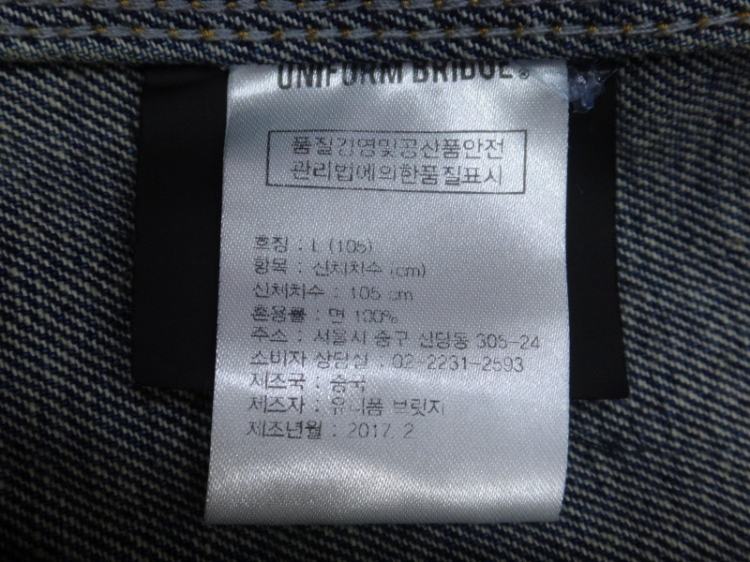 UNIFORM BRIDGE®
품질경영및공산품안전
관리법에의한품질표시
호칭 : L (105)
항목 : 신체치수 (cm)
신체치수 : 105 cm
혼용률 : 면 100%
주소 : 서울시 중구 신당동 305-24
소비자 상담실 : 02-2231-2593
제조국 : 중국
제조자 : 유니폼 브릿지
제조년월 : 2017. 2